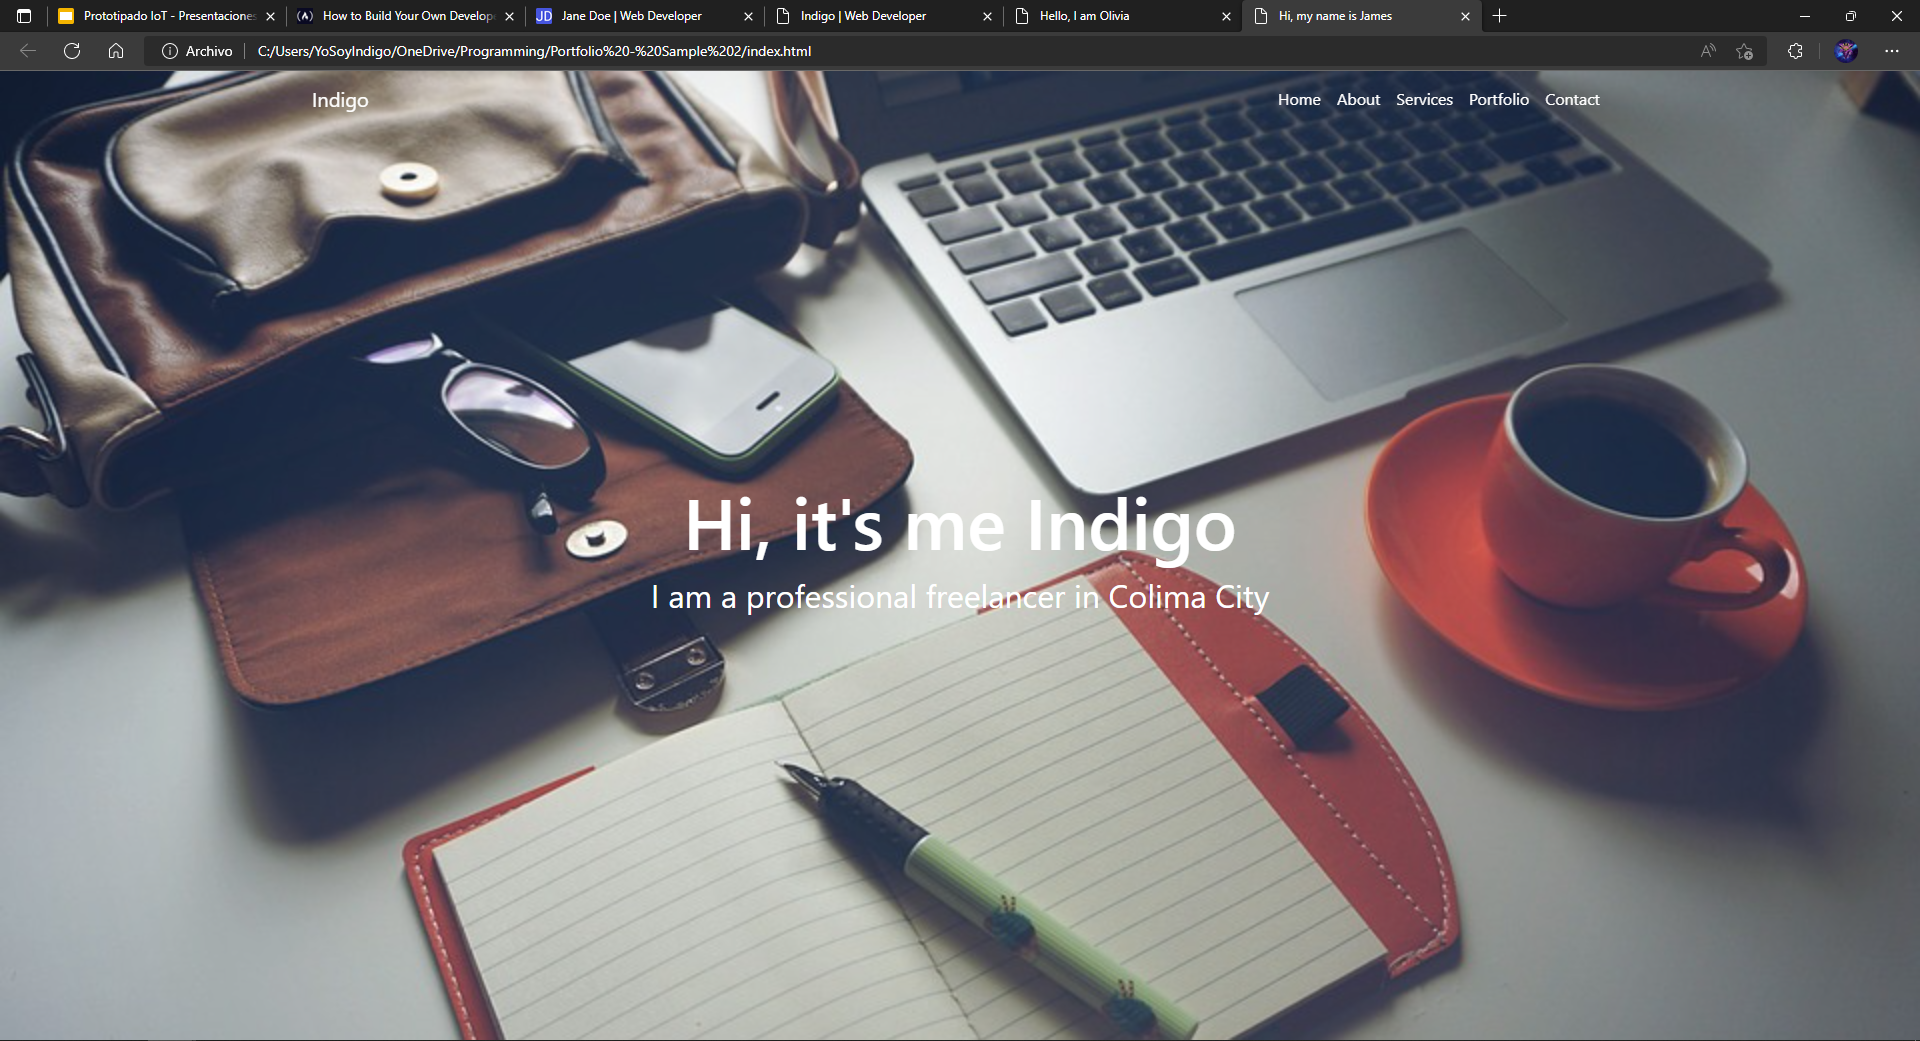 Prototipado IoT - Presentaciones
How to Build Your Own Develop
JD Jane Doe | Web Developer
Indigo | Web Developer
Hello, I am Olivia
Hi, my name is James
Archivo
C:/Users/YoSoyIndigo/OneDrive/Programming/Portfolio%20-%20Sample%202/index.html
Indigo
Home About Services Portfolio Contact
Hi, it's me Indigo
I am a professional freelancer in Colima City